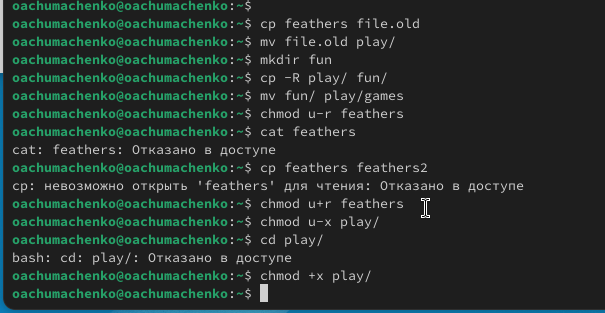 oachumachenko@oachumachenko:~$
oachumachenko@oachumachenko:~$ cp feathers file.old
oachumachenko@oachumachenko:~$ mv file.old play/
oachumachenko@oachumachenko:~$ mkdir fun
oachumachenko@oachumachenko:~$ cp -R play/ fun/
oachumachenko@oachumachenko:~$ mv fun/ play/games
oachumachenko@oachumachenko:~$ chmod u-r feathers
oachumachenko@oachumachenko:~$ cat feathers
cat: feathers: Отказано в доступе
oachumachenko@oachumachenko:~$ cp feathers feathers2
cp: невозможно открыть 'feathers' для чтения: Отказано в доступе
oachumachenko@oachumachenko:~$ chmod u+r feathers
oachumachenko@oachumachenko:~$ chmod u-x play/
oachumachenko@oachumachenko:~$ cd play/
bash: cd: play/: Отказано в доступе
oachumachenko@oachumachenko:~$ chmod +x play/
oachumachenko@oachumachenko:~$